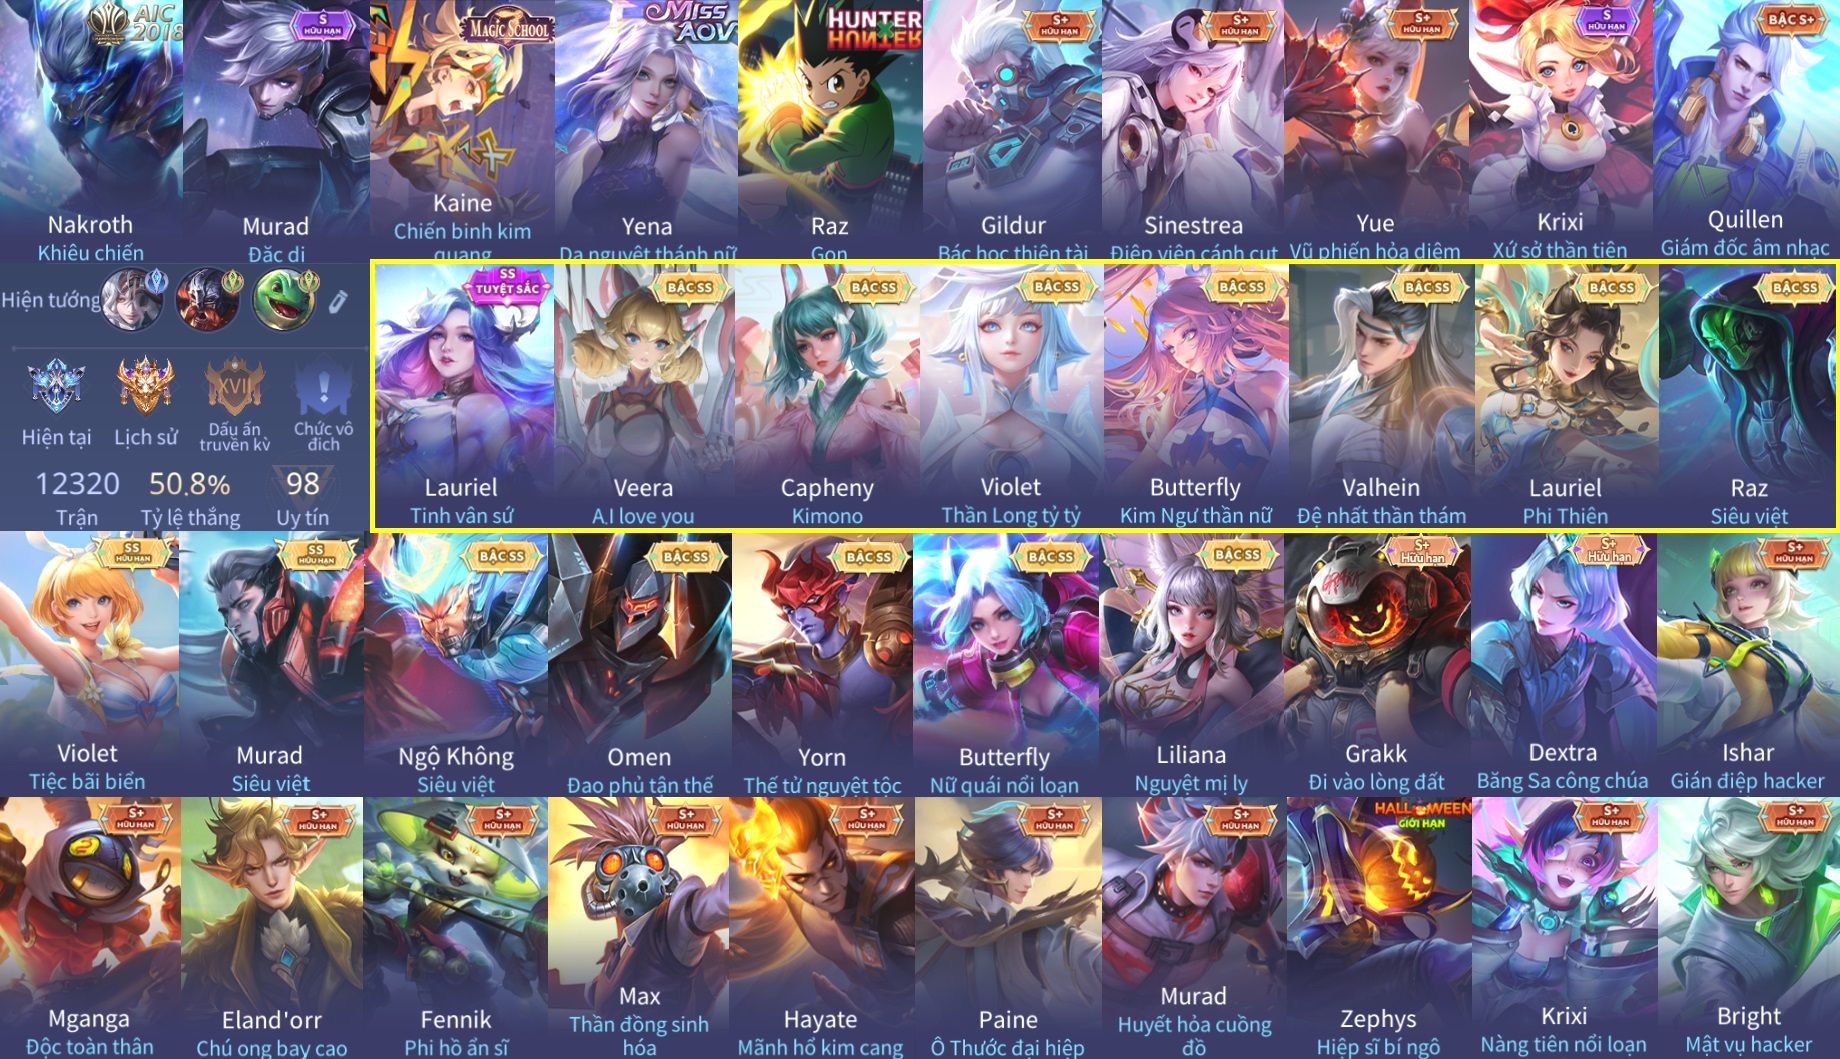 AIC
2018
Nakroth
Khiêu chiến
S
HỮU HẠN
Murad
Đặc dị
MAGIC SCHOOL
Kaine
Chiến binh kim
quang
MISS
AOV
Yena
Dạ nguyệt thánh nữ
HUNTER
HUNTER
Raz
Gon
S+
HỮU HẠN
Gildur
Bác học thiên tài
S+
HỮU HẠN
Sinestrea
Điệp viên cánh cụt
S+
HỮU HẠN
Yue
Vũ phiến hỏa diệm
S
HỮU HẠN
Krixi
Xứ sở thần tiên
BẬC S+
Quillen
Giám đốc âm nhạc
Hiện tướng
XVII
Hiện tại
Lịch sử
Dấu ấn
truyền kỳ
Chức vô
địch
12320
50.8%
98
Trận
Tỷ lệ thắng
Uy tín
SS
TUYỆT SẮC
Lauriel
Tinh vân sứ
BẬC SS
Veera
A.I love you
BẬC SS
Capheny
Kimono
BẬC SS
Violet
Thần Long tỷ tỷ
BẬC SS
Butterfly
Kim Ngư thần nữ
BẬC SS
Valhein
Đệ nhất thần thám
BẬC SS
Lauriel
Phi Thiên
BẬC SS
Raz
Siêu việt
SS
HỮU HẠN
Violet
Tiệc bãi biển
SS
HỮU HẠN
Murad
Siêu việt
BẬC SS
Ngộ Không
Siêu việt
BẬC SS
Omen
Đao phủ tận thế
BẬC SS
Yorn
Thế tử nguyệt tộc
BẬC SS
Butterfly
Nữ quái nổi loạn
BẬC SS
Liliana
Nguyệt mị ly
GRAKK
S+
Hữu hạn
Grakk
Đi vào lòng đất
S+
Hữu hạn
Dextra
Băng Sa công chúa
S+
HỮU HẠN
Ishar
Gián điệp hacker
S+
HỮU HẠN
Mganga
Độc toàn thân
S+
HỮU HẠN
Eland'orr
Chú ong bay cao
S+
HỮU HẠN
Fennik
Phi hồ ẩn sĩ
S+
HỮU HẠN
Max
Thần đồng sinh
hóa
S+
HỮU HẠN
Hayate
Mãnh hổ kim cang
S+
HỮU HẠN
Paine
Ô Thước đại hiệp
S+
HỮU HẠN
Murad
Huyết hỏa cuồng
đồ
HALLOWEEN
GIỚI HẠN
Zephys
Hiệp sĩ bí ngô
S+
HỮU HẠN
Krixi
Nàng tiên nổi loạn
S+
HỮU HẠN
Bright
Mật vụ hacker